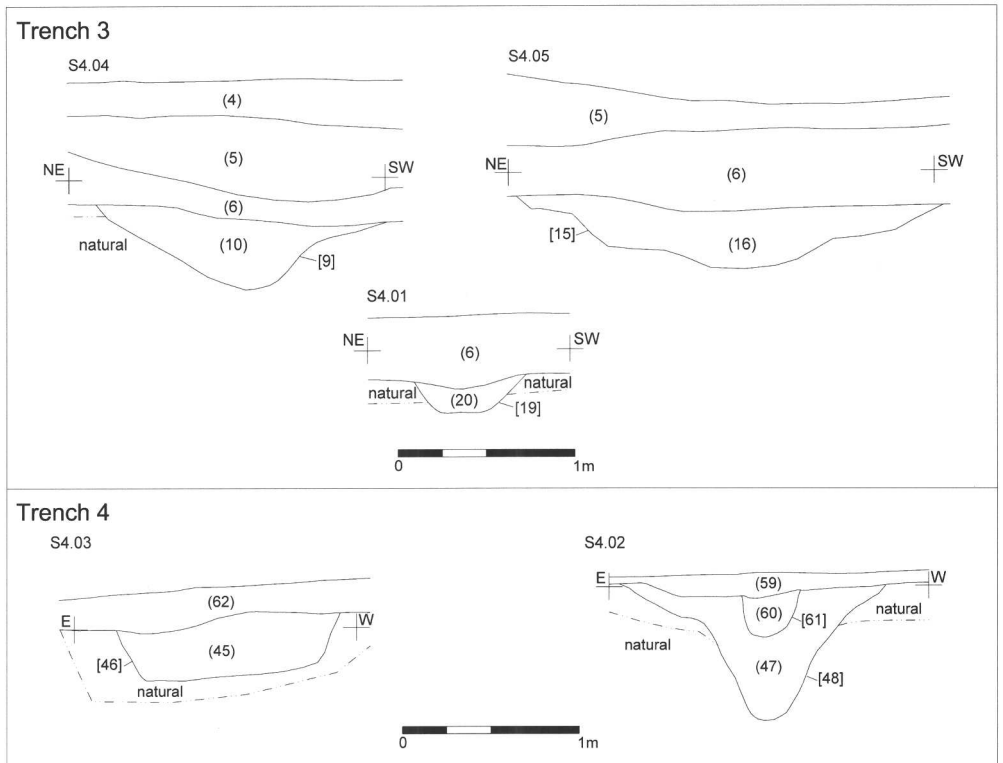 Trench 3
S4.04
(4)
(5)
NE
SW
(6)
natural
(10)
[9]
S4.05
(5)
NE
SW
(6)
[15]
(16)
S4.01
NE
SW
(6)
natural
natural
(20)
[19]
0 1m
Trench 4
S4.03
(62)
E
W
[46]
(45)
natural
S4.02
E
W
(59)
(60)
[61]
natural
natural
(47)
[48]
0 1m